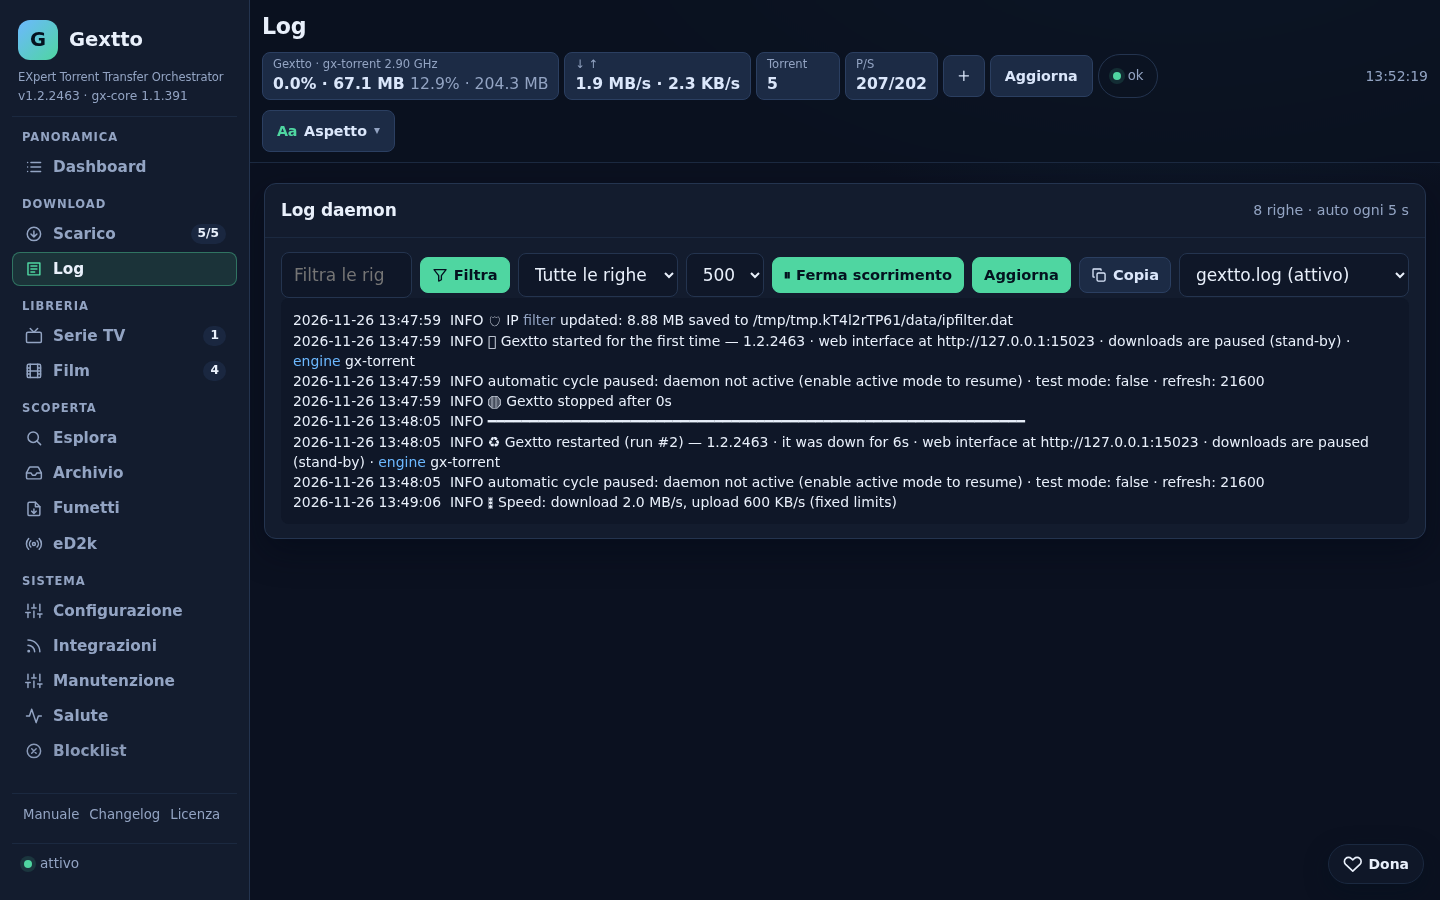 G Gextto
EXpert Torrent Transfer Orchestrator
v1.2.2463 · gx-core 1.1.391
PANORAMICA
Dashboard
DOWNLOAD
Scarico 5/5
Log
LIBRERIA
Serie TV 1
Film 4
SCOPERTA
Esplora
Archivio
Fumetti
eD2k
SISTEMA
Configurazione
Integrazioni
Manutenzione
Salute
Blocklist
Manuale Changelog Licenza
attivo
Log
Gextto · gx-torrent 2.90 GHz
0.0% · 67.1 MB 12.9% · 204.3 MB
↓ ↑
1.9 MB/s · 2.3 KB/s
Torrent
5
P/S
207/202
+
Aggiorna
ok
13:52:19
Aa Aspetto ▾
Log daemon
8 righe · auto ogni 5 s
Filtra le rig
Filtra
Tutte le righe
500
Ferma scorrimento
Aggiorna
Copia
gextto.log (attivo)
2026-11-26 13:47:59 INFO IP filter updated: 8.88 MB saved to /tmp/tmp.kT4l2rTP61/data/ipfilter.dat
2026-11-26 13:47:59 INFO Gextto started for the first time — 1.2.2463 · web interface at http://127.0.0.1:15023 · downloads are paused (stand-by) ·
engine gx-torrent
2026-11-26 13:47:59 INFO automatic cycle paused: daemon not active (enable active mode to resume) · test mode: false · refresh: 21600
2026-11-26 13:47:59 INFO Gextto stopped after 0s
2026-11-26 13:48:05 INFO ━━━━━━━━━━━━━━━━━━━━━━━━━━━━━━━━━━━━━━━━━━━━━━━━━━━━━━━━━━━━
2026-11-26 13:48:05 INFO ♻ Gextto restarted (run #2) — 1.2.2463 · it was down for 6s · web interface at http://127.0.0.1:15023 · downloads are paused
(stand-by) · engine gx-torrent
2026-11-26 13:48:05 INFO automatic cycle paused: daemon not active (enable active mode to resume) · test mode: false · refresh: 21600
2026-11-26 13:49:06 INFO Speed: download 2.0 MB/s, upload 600 KB/s (fixed limits)
Dona